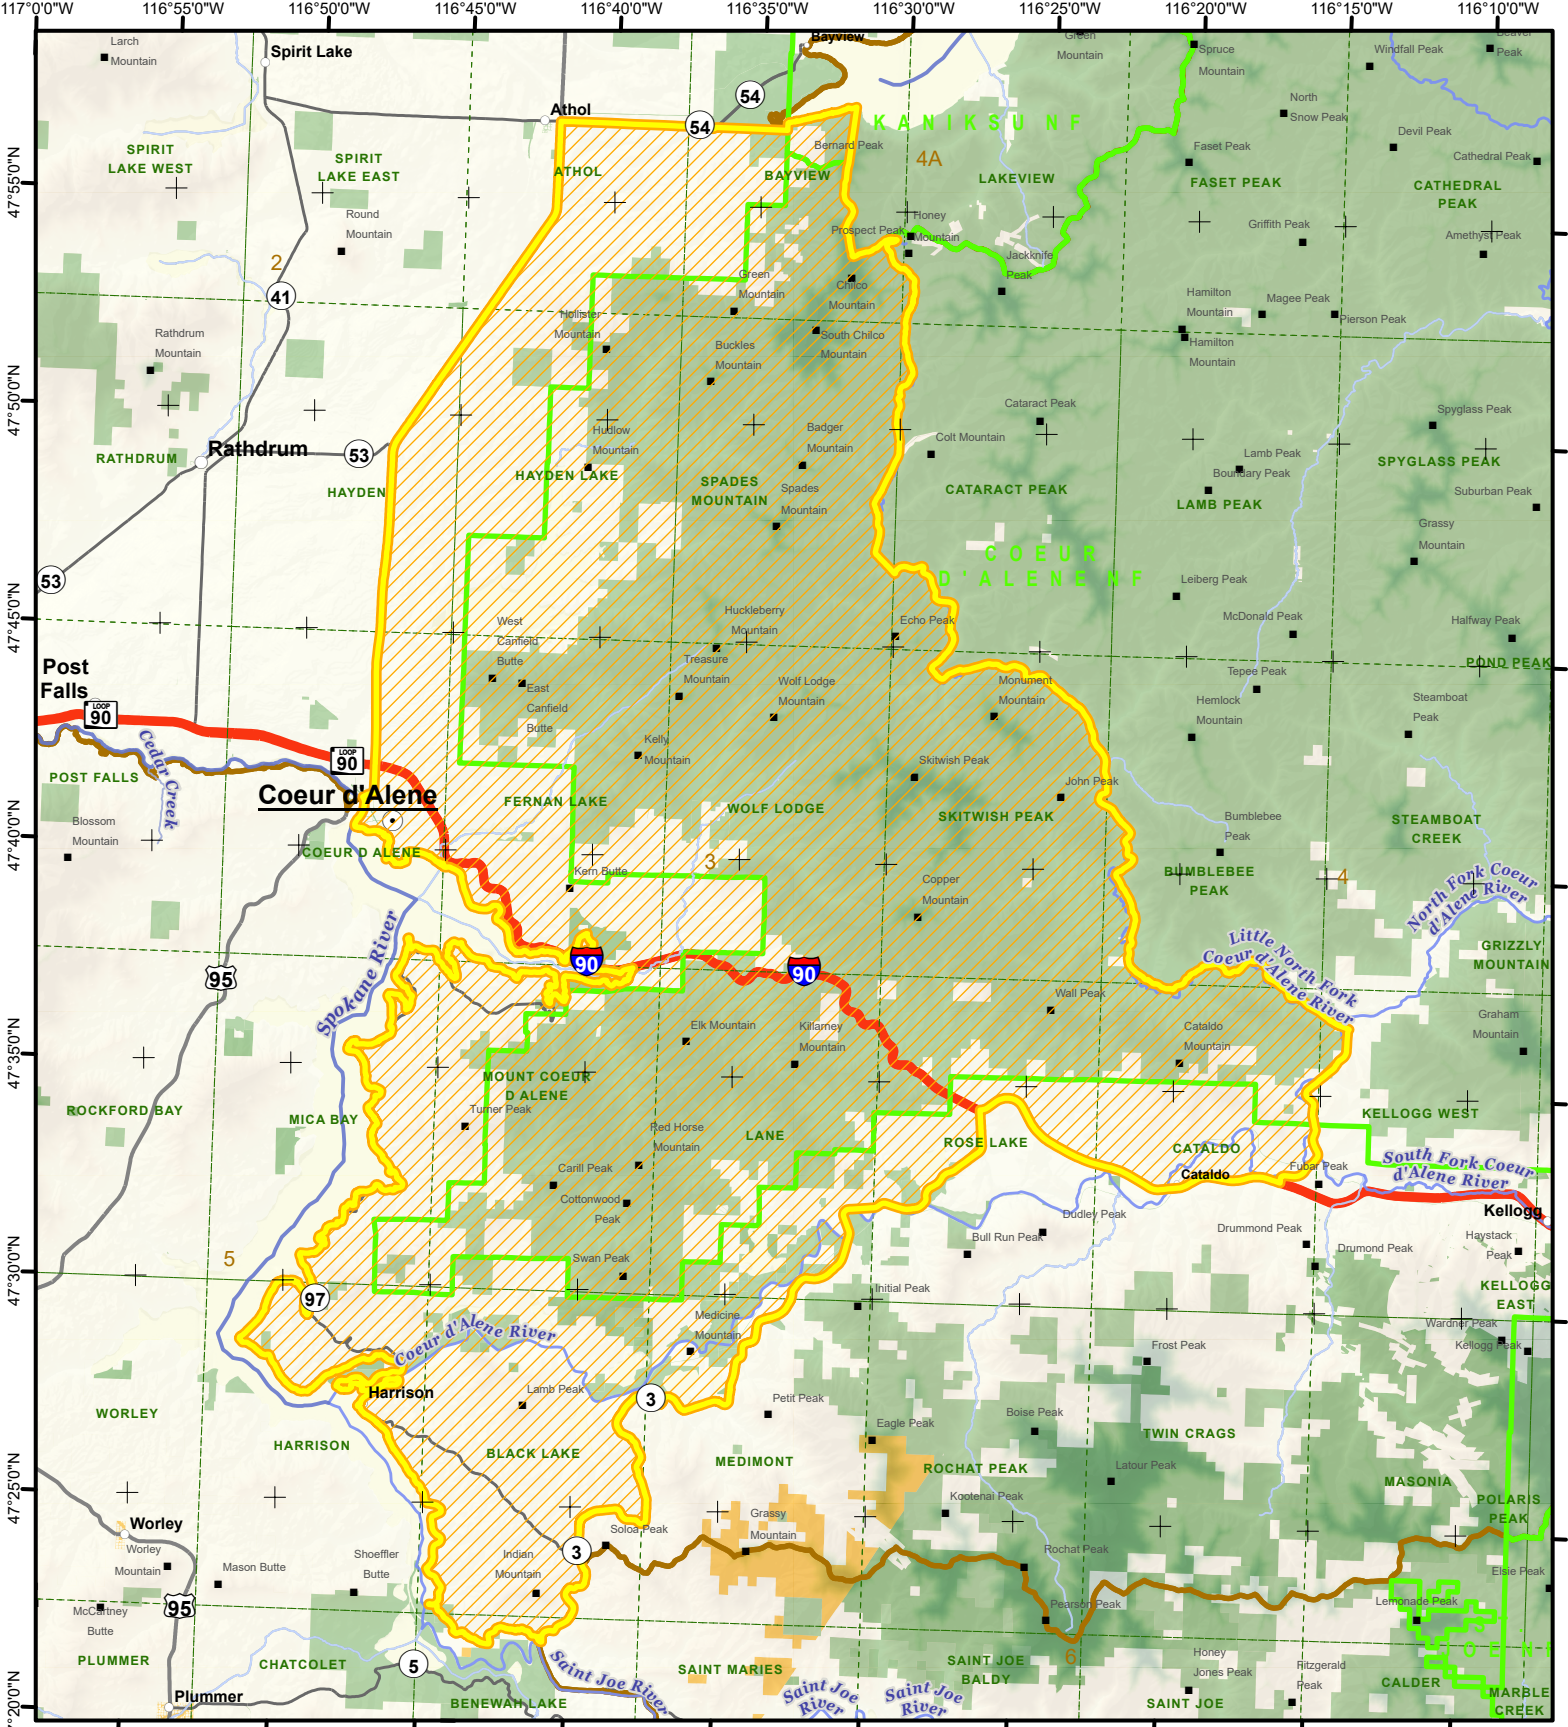 117°0'0"W
116°55'0"W
116°50'0"W
116°45'0"W
116°40'0"W
116°35'0"W
116°30'0"W
116°25'0"W
116°20'0"W
116°15'0"W
116°10'0"W
Larch
Mountain
Spirit Lake
Bayview
Green
Mountain
Spruce
Mountain
Windfall Peak
Beaver
Peak
54
54
Athol
North
Snow Peak
KANIKSU NF
4A
Bernard Peak
Devil Peak
Faset Peak
Cathedral Peak
SPIRIT
LAKE WEST
SPIRIT
LAKE EAST
ATHOL
BAYVIEW
LAKEVIEW
FASET PEAK
CATHEDRAL
PEAK
47°55'0"N
Round
Mountain
Honey
Mountain
Prospect Peak
Griffith Peak
Amethyst Peak
Jackknife
Peak
2
41
Green
Mountain
Chilco
Mountain
Hamilton
Mountain
Magee Peak
Pierson Peak
Hollister
Mountain
South Chilco
Mountain
Hamilton
Mountain
Rathdrum
Mountain
Buckles
Mountain
47°50'0"N
Cataract Peak
Spyglass Peak
Hudlow
Mountain
Badger
Mountain
Colt Mountain
Rathdrum
53
RATHDRUM
HAYDEN
HAYDEN LAKE
SPADES
MOUNTAIN
Spades
Mountain
CATARACT PEAK
Lamb Peak
Boundary Peak
LAMB PEAK
SPYGLASS PEAK
Suburban Peak
Grassy
Mountain
COEUR
D'ALENE NF
53
Leiberg Peak
47°45'0"N
West
Canfield
Butte
Huckleberry
Mountain
Echo Peak
McDonald Peak
Halfway Peak
Treasure
Mountain
POND PEAK
Post
Falls
LOOP
90
East
Canfield
Butte
Wolf Lodge
Mountain
Monument
Mountain
Tepee Peak
Hemlock
Mountain
Steamboat
Peak
Cedar Creek
LOOP
90
Kelly
Mountain
Skitwish Peak
John Peak
POST FALLS
Coeur d'Alene
FERNAN LAKE
WOLF LODGE
SKITWISH PEAK
Blossom
Mountain
47°40'0"N
Bumblebee
Peak
STEAMBOAT
CREEK
COEUR D ALENE
3
Kern Butte
Copper
Mountain
BUMBLEBEE
PEAK
4
North Fork Coeur
d'Alene River
GRIZZLY
MOUNTAIN
Spokane River
95
90
90
Little North Fork
Coeur d'Alene River
Wall Peak
Graham
Mountain
Elk Mountain
Killarney
Mountain
Cataldo
Mountain
47°35'0"N
MOUNT COEUR
D ALENE
Turner Peak
ROCKFORD BAY
MICA BAY
Red Horse
Mountain
LANE
ROSE LAKE
CATALDO
KELLOGG WEST
Carill Peak
Cataldo
Fubar Peak
South Fork Coeur
d'Alene River
Cottonwood
Peak
Kellogg
Dudley Peak
Bull Run Peak
Drummond Peak
Drumond Peak
Haystack
Peak
5
47°30'0"N
Swan Peak
Initial Peak
KELLOGG
EAST
97
Medicine
Mountain
Wardner Peak
Kellogg Peak
Coeur d'Alene River
Frost Peak
Harrison
Lamb Peak
3
Petit Peak
WORLEY
HARRISON
BLACK LAKE
MEDIMONT
Eagle Peak
Boise Peak
TWIN CRAGS
ROCHAT PEAK
Latour Peak
MASONIA
47°25'0"N
Kootenai Peak
POLARIS
PEAK
Worley
Worley
Mountain
Mason Butte
Shoeffler
Butte
Indian
Mountain
3
Soloa Peak
Grassy
Mountain
Rochat Peak
Elsie Peak
95
McCartney
Butte
Pearson Peak
Lemonade Peak
PLUMMER
CHATCOLET
5
Saint Joe River
SAINT MARIES
SAINT JOE
BALDY
6
Honey
Jones Peak
Fitzgerald
Peak
CALDER
Plummer
BENEWAH LAKE
Saint Joe
River
Saint Joe
River
SAINT JOE
MARBLE
CREEK